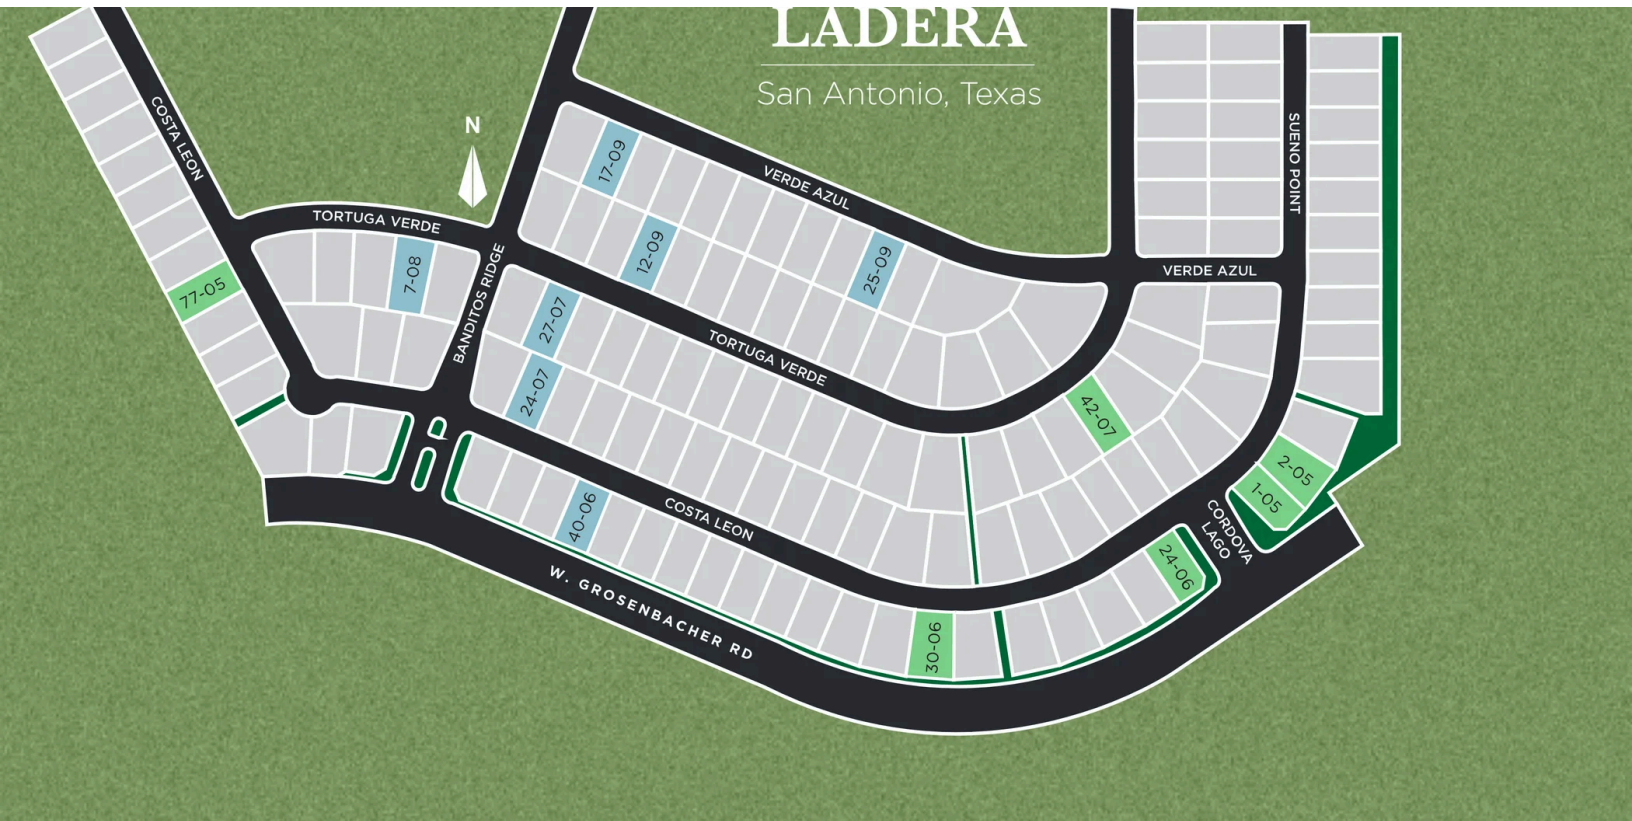 LADERA
San Antonio, Texas
N
COSTA LEON
SUENO POINT
17-09
VERDE AZUL
TORTUGA VERDE
12-09
7-08
25-09
VERDE AZUL
77-05
BANDITOS RIDGE
27-07
TORTUGA VERDE
24-07
42-07
2-05
1-05
40-06
COSTA LEON
CORDOVA
LAGO
24-06
W. GROSENBACHER RD
30-06